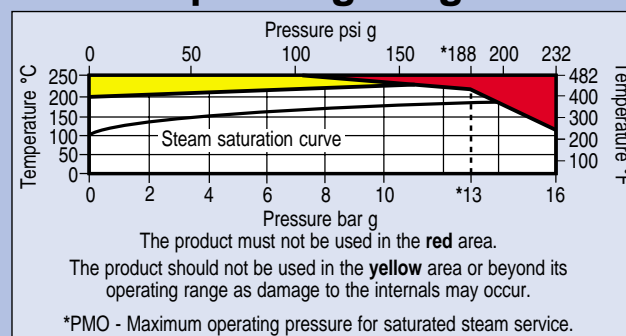 Pressure psi g
0 50 100 150 *188 200 232
Temperature °C
250
200
150
100
50
0
482
400
300
200
100
Temperature °F
Steam saturation curve
0 2 4 6 8 10 *13 16
Pressure bar g
The product must not be used in the red area.
The product should not be used in the yellow area or beyond its
operating range as damage to the internals may occur.
*PMO - Maximum operating pressure for saturated steam service.